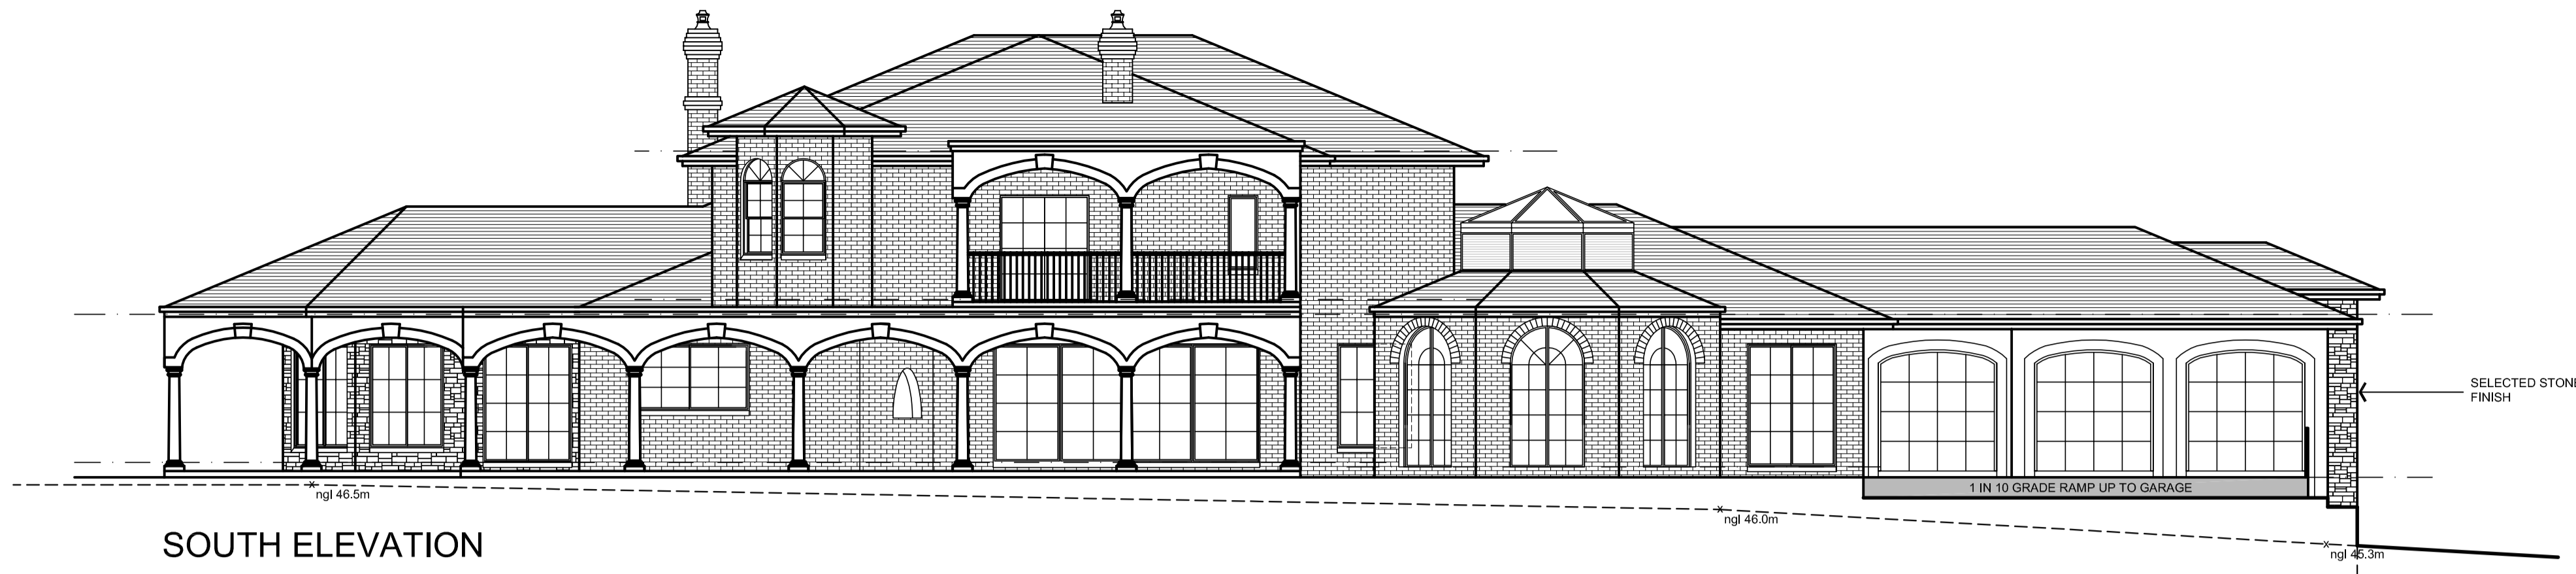 SELECTED STONE
FINISH
1 IN 10 GRADE RAMP UP TO GARAGE
ngl 46.5m
ngl 46.0m
ngl 45.3m
SOUTH ELEVATION